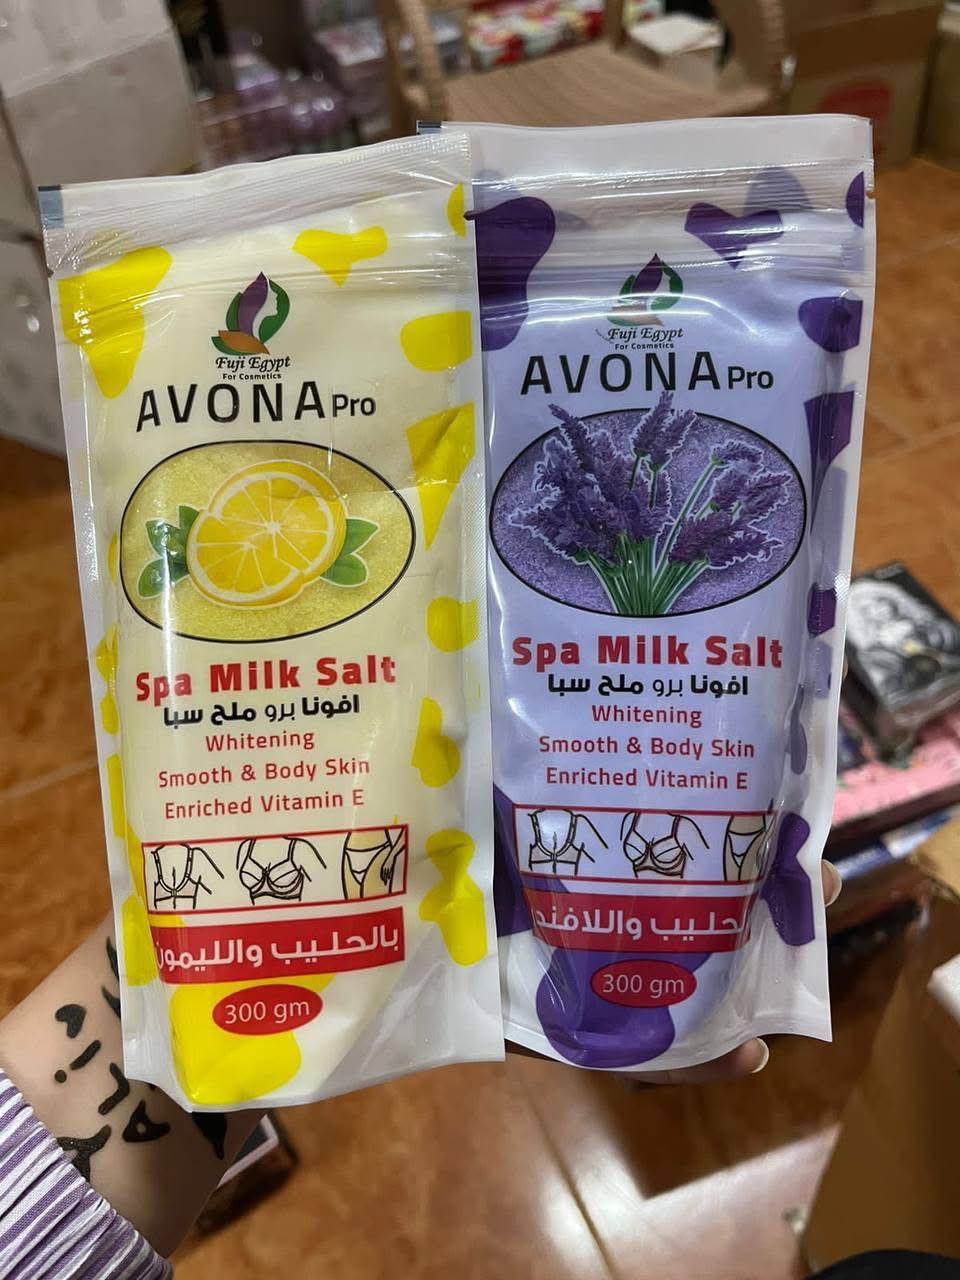 Fuji Egypt
For Cosmetics
AVONA Pro
Spa Milk Salt
افونا برو ملح سبا
Whitening
Smooth & Body Skin
Enriched Vitamin E
بالحليب والليمون
300 gm
Fuji Egypt
For Cosmetics
AVONA Pro
Spa Milk Salt
افونا برو ملح سبا
Whitening
Smooth & Body Skin
Enriched Vitamin E
300 gm